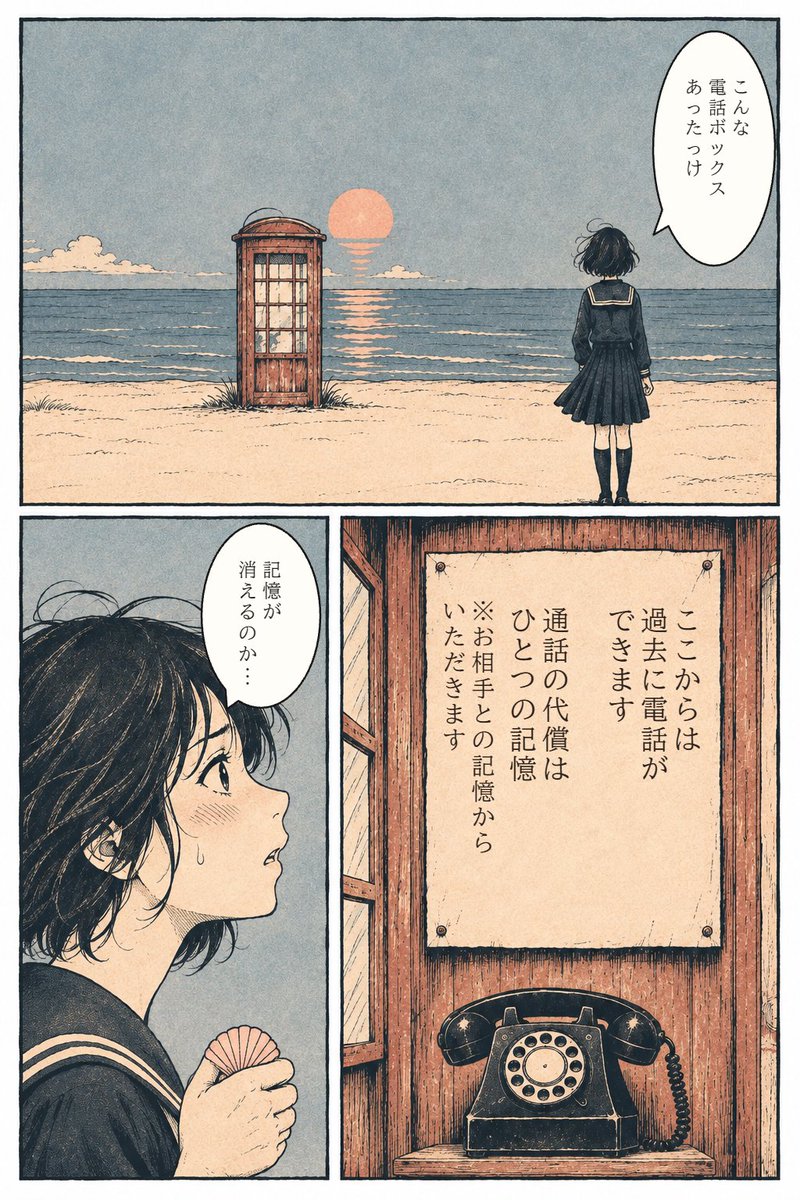 こんな
電話ボックス
あったっけ
ここからは
過去に電話が
できます
通話の代償は
ひとつの記憶
※お相手との記憶から
いただきます
記憶が
消えるのか…